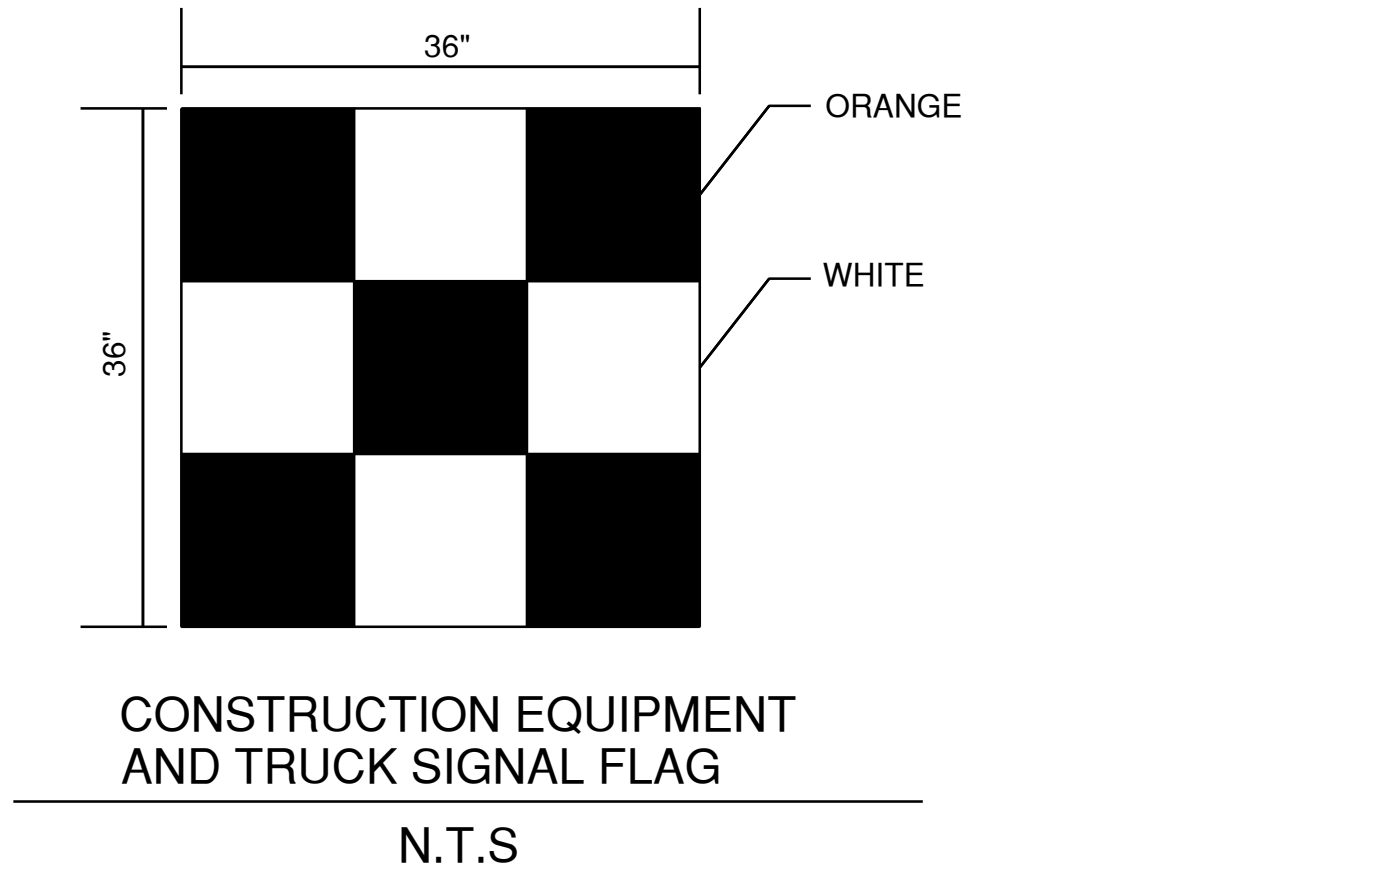 36"
ORANGE
WHITE
36"
CONSTRUCTION EQUIPMENT
AND TRUCK SIGNAL FLAG
N.T.S